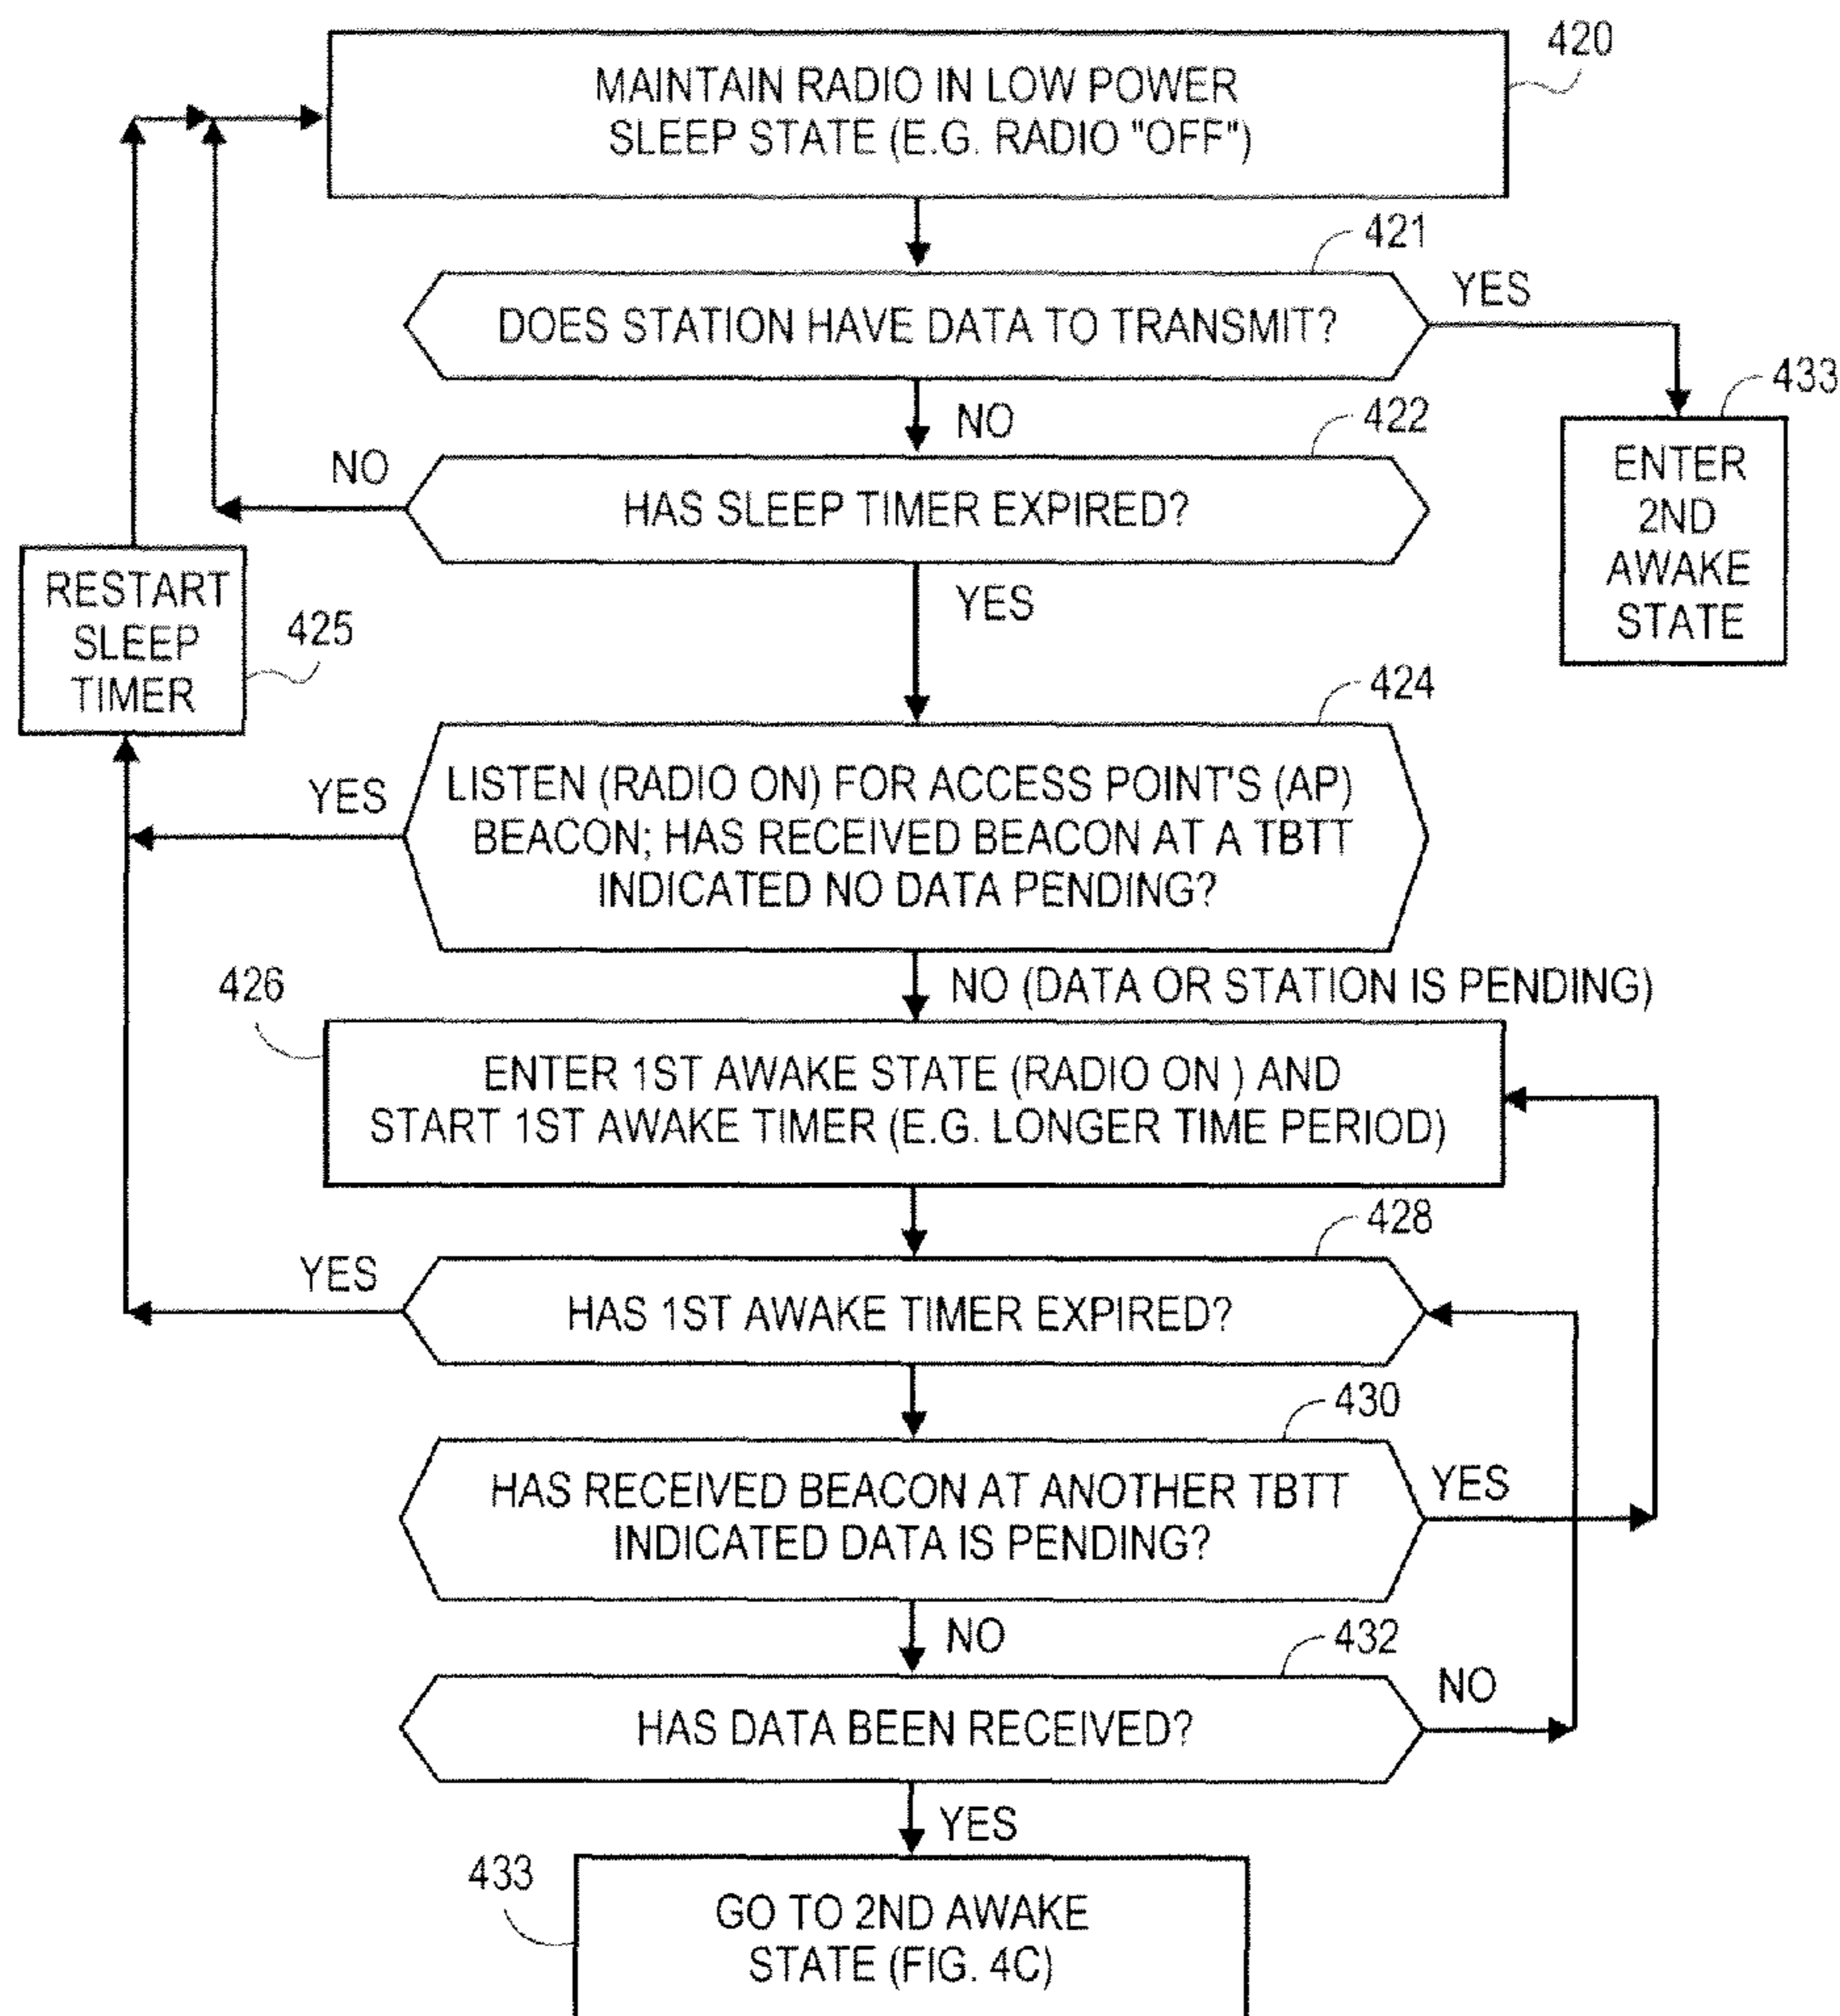 420
MAINTAIN RADIO IN LOW POWER
SLEEP STATE (E.G. RADIO "OFF")
421
DOES STATION HAVE DATA TO TRANSMIT?
YES
433
ENTER
2ND
AWAKE
STATE
NO
422
HAS SLEEP TIMER EXPIRED?
NO
YES
RESTART
SLEEP
TIMER
425
424
LISTEN (RADIO ON) FOR ACCESS POINT'S (AP)
BEACON; HAS RECEIVED BEACON AT A TBTT
INDICATED NO DATA PENDING?
YES
NO (DATA OR STATION IS PENDING)
426
ENTER 1ST AWAKE STATE (RADIO ON ) AND
START 1ST AWAKE TIMER (E.G. LONGER TIME PERIOD)
428
YES
HAS 1ST AWAKE TIMER EXPIRED?
430
HAS RECEIVED BEACON AT ANOTHER TBTT
INDICATED DATA IS PENDING?
YES
NO
432
HAS DATA BEEN RECEIVED?
NO
YES
433
GO TO 2ND AWAKE
STATE (FIG. 4C)